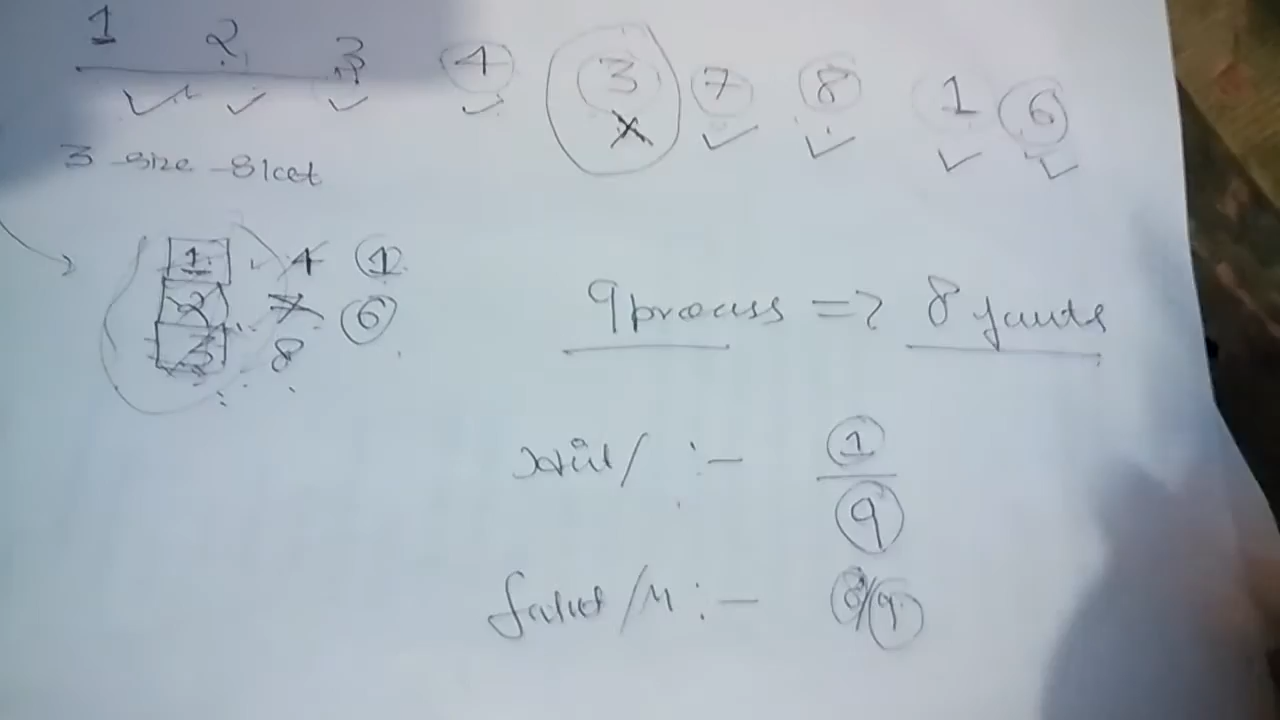 1 2 3 4 3 7 8 1 6
✓ ✓ ✓ ✓ X ✓ ✓ ✓ ✓
3 -size -slcet
1 4 1
2 7 6
3 8
9 process => 8 faults
:- 1/9
/M :- 8/9